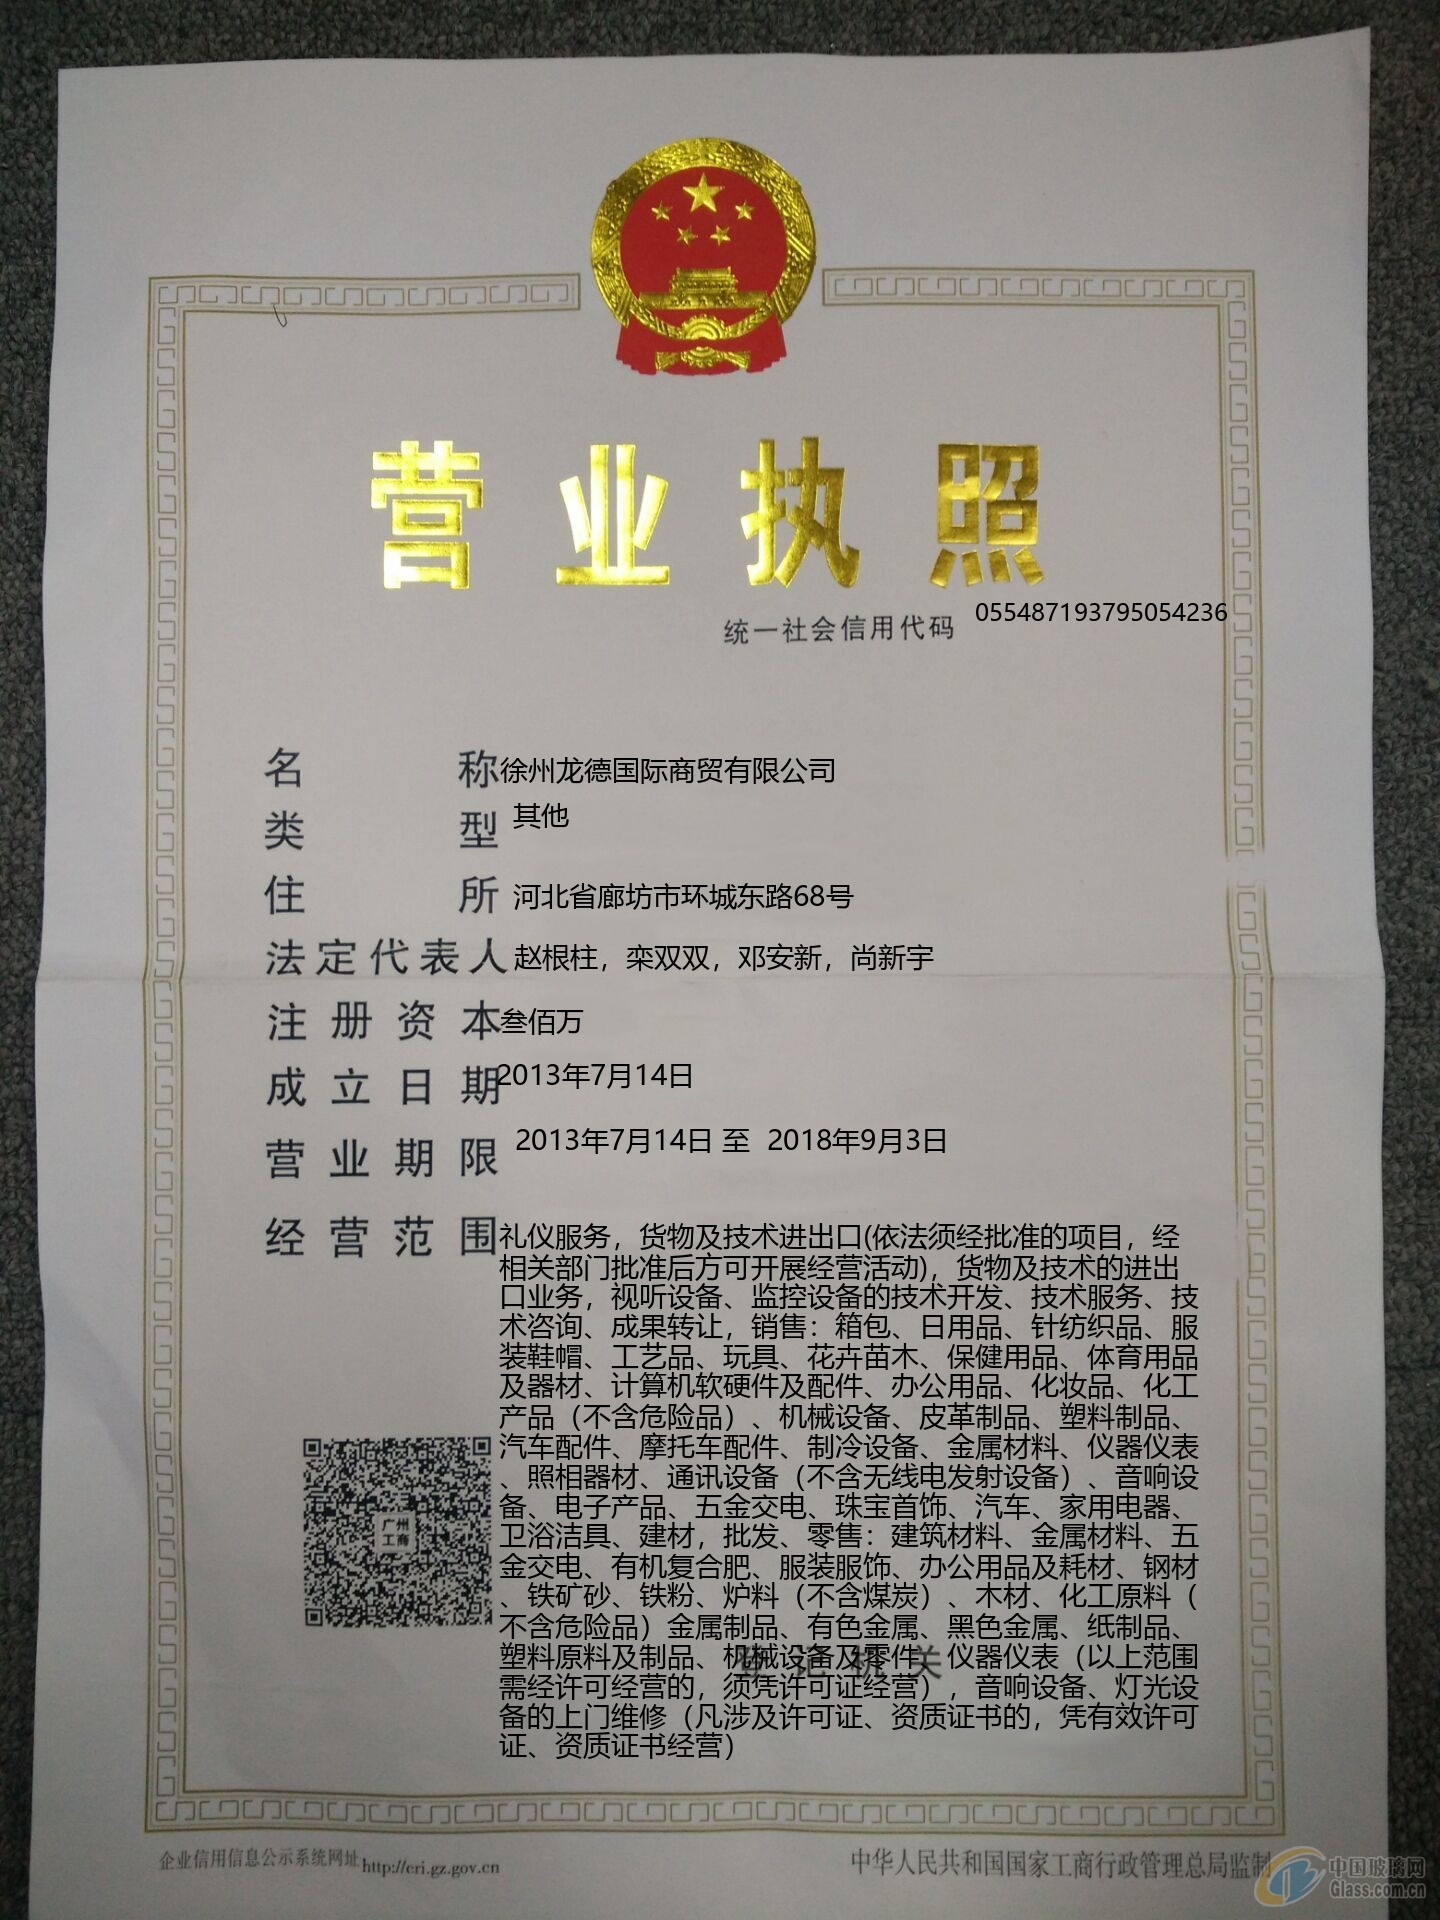 营业执照
统一社会信用代码 055487193795054236
名称 徐州龙德国际商贸有限公司
类型 其他
住所 河北省廊坊市环城东路68号
法定代表人 赵根柱，栾双双，邓安新，尚新宇
注册资本 叁佰万
成立日期 2013年7月14日
营业期限 2013年7月14日 至 2018年9月3日
经营范围 礼仪服务，货物及技术进出口(依法须经批准的项目，经
相关部门批准后方可开展经营活动)，货物及技术的进出
口业务，视听设备、监控设备的技术开发、技术服务、技
术咨询、成果转让，销售：箱包、日用品、针纺织品、服
装鞋帽、工艺品、玩具、花卉苗木、保健用品、体育用品
及器材、计算机软硬件及配件、办公用品、化妆品、化工
产品（不含危险品）、机械设备、皮革制品、塑料制品、
汽车配件、摩托车配件、制冷设备、金属材料、仪器仪表
、照相器材、通讯设备（不含无线电发射设备）、音响设
备、电子产品、五金交电、珠宝首饰、汽车、家用电器、
卫浴洁具、建材，批发、零售：建筑材料、金属材料、五
金交电、有机复合肥、服装服饰、办公用品及耗材、钢材
、铁矿砂、铁粉、炉料（不含煤炭）、木材、化工原料（
不含危险品）金属制品、有色金属、黑色金属、纸制品、
塑料原料及制品、机械设备及零件、仪器仪表（以上范围
需经许可经营的，须凭许可证经营），音响设备、灯光设
备的上门维修（凡涉及许可证、资质证书的，凭有效许可
证、资质证书经营）
广州
工商
登记机关
企业信用信息公示系统网址 http://cri.gz.gov.cn
中华人民共和国国家工商行政管理总局监制
中国玻璃网
Glass.com.cn